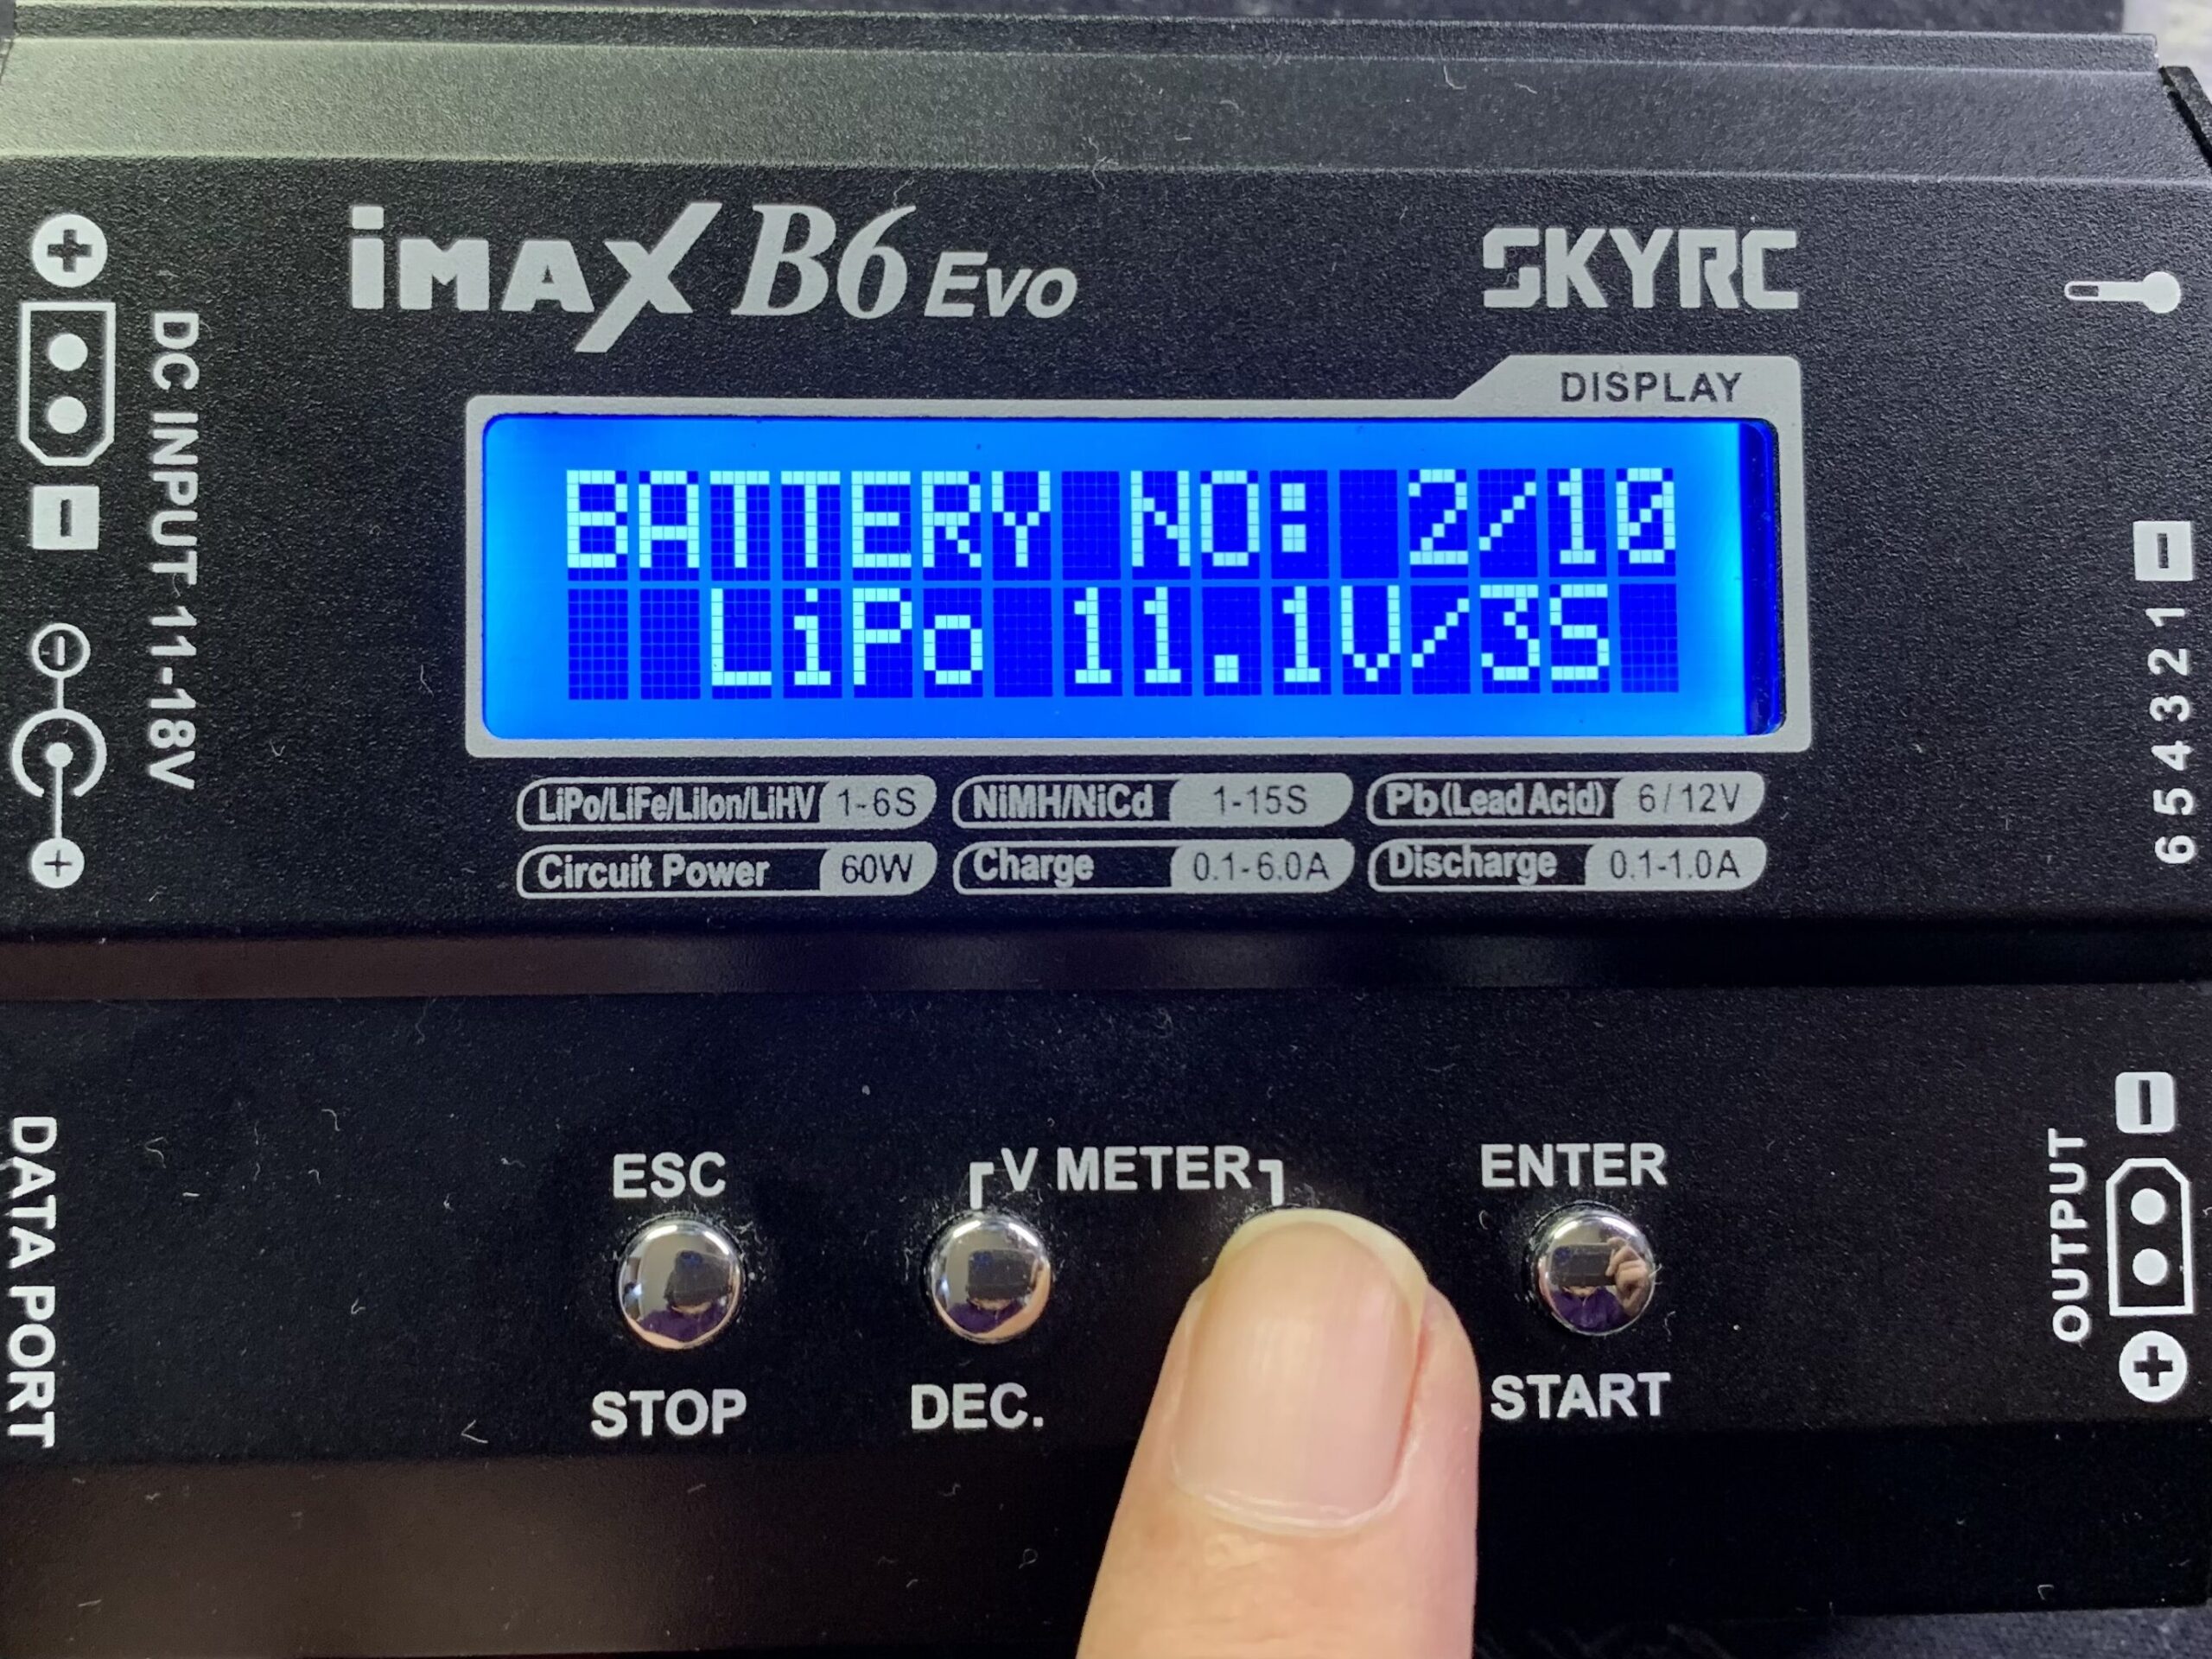 iMAX B6 Evo
SKYRC
DISPLAY
BATTERY NO:  2/10
LiPo 11.1V/3S
LiPo/LiFe/LiIon/LiHV 1-6S
NiMH/NiCd 1-15S
Pb(Lead Acid) 6/12V
Circuit Power 60W
Charge 0.1-6.0A
Discharge 0.1-1.0A
DC INPUT 11-18V
6 5 4 3 2 1
ESC
V METER
ENTER
STOP
DEC.
START
DATA PORT
OUTPUT